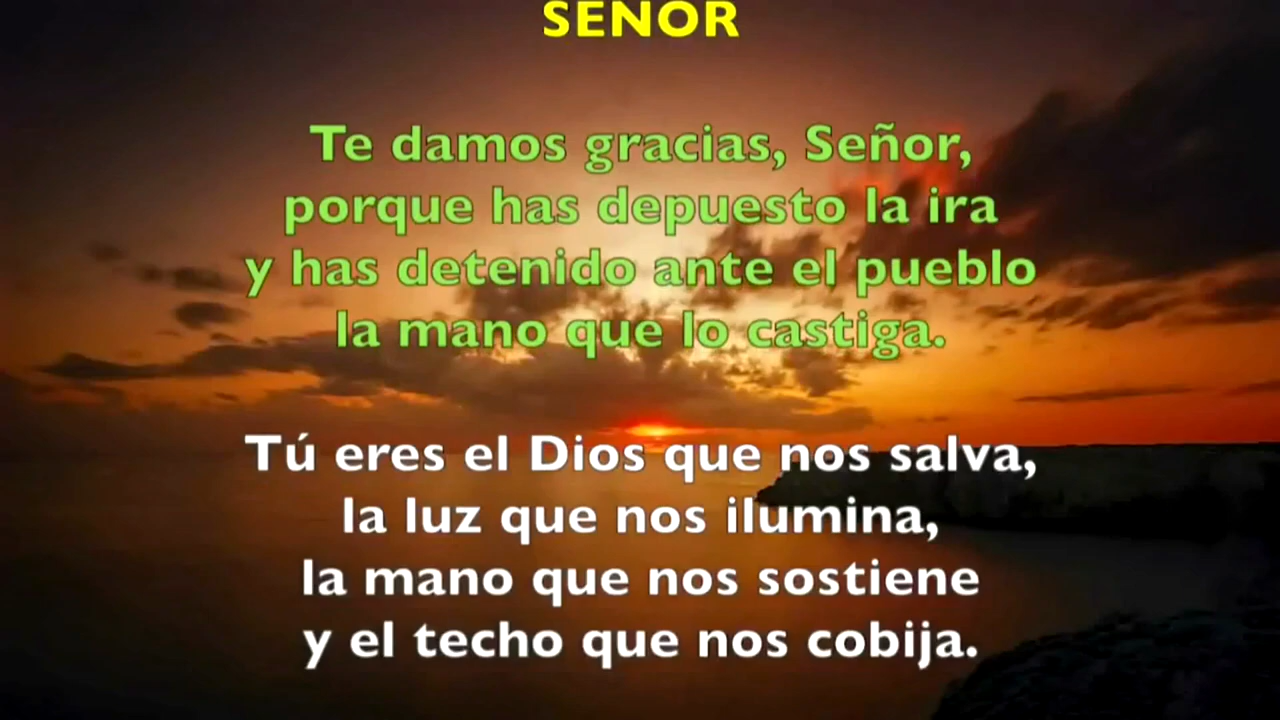 SEÑOR
Te damos gracias, Señor,
porque has depuesto la ira
y has detenido ante el pueblo
la mano que lo castiga.
Tú eres el Dios que nos salva,
la luz que nos ilumina,
la mano que nos sostiene
y el techo que nos cobija.